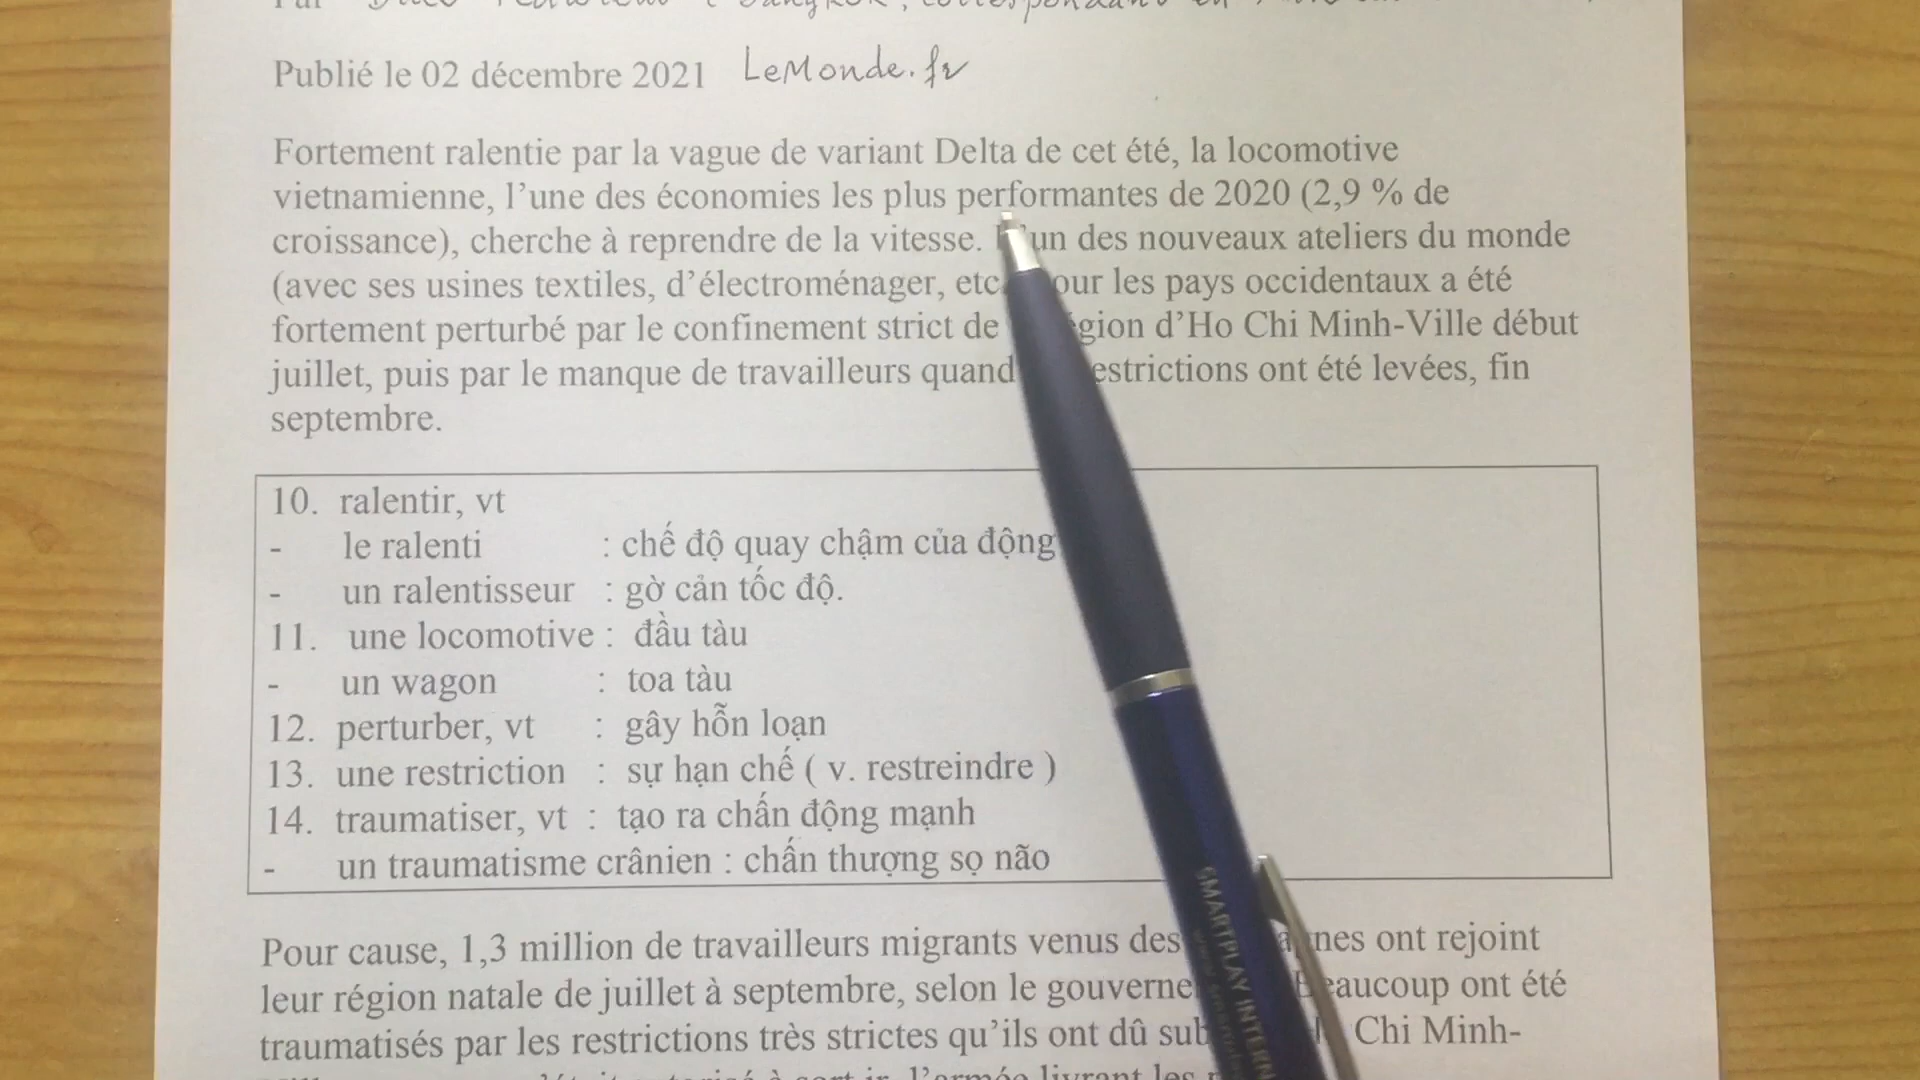 Par
Publié le 02 décembre 2021 LeMonde.fr
Fortement ralentie par la vague de variant Delta de cet été, la locomotive
vietnamienne, l’une des économies les plus performantes de 2020 (2,9 % de
croissance), cherche à reprendre de la vitesse. L’un des nouveaux ateliers du monde
(avec ses usines textiles, d’électroménager, etc. pour les pays occidentaux a été
fortement perturbé par le confinement strict de région d’Ho Chi Minh-Ville début
juillet, puis par le manque de travailleurs quand restrictions ont été levées, fin
septembre.
10. ralentir, vt
- le ralenti : chế độ quay chậm của động
- un ralentisseur : gờ cản tốc độ.
11. une locomotive : đầu tàu
- un wagon : toa tàu
12. perturber, vt : gây hỗn loạn
13. une restriction : sự hạn chế ( v. restreindre )
14. traumatiser, vt : tạo ra chấn động mạnh
- un traumatisme crânien : chấn thượng sọ não
Pour cause, 1,3 million de travailleurs migrants venus des ont rejoint
leur région natale de juillet à septembre, selon le Beaucoup ont été
traumatisés par les restrictions très strictes qu’ils ont dû Chi Minh-
l’armée livrant les
SMARTPLAY